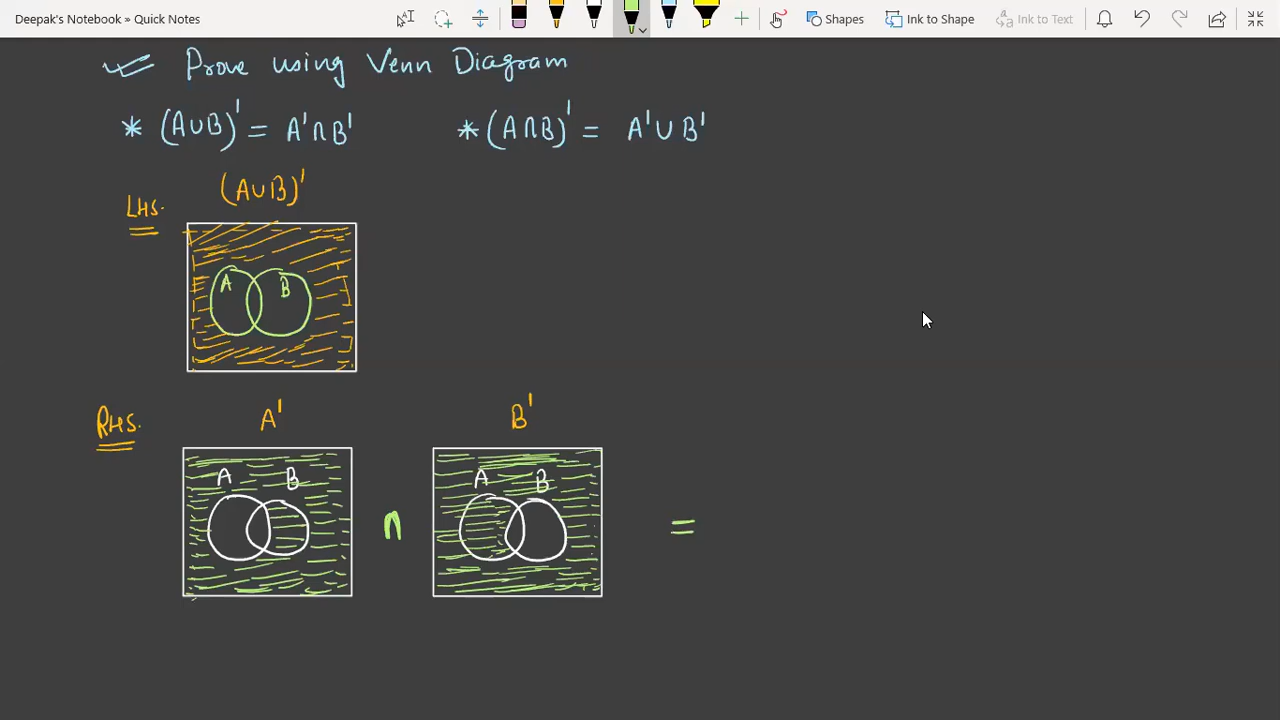 Deepak's Notebook » Quick Notes
Shapes
Ink to Shape
Ink to Text
Prove using Venn Diagram
* (A∪B)' = A'∩B' * (A∩B)' = A'∪B'
LHS. (A∪B)'
A B
RHS. A' B'
A B A B
∩ =